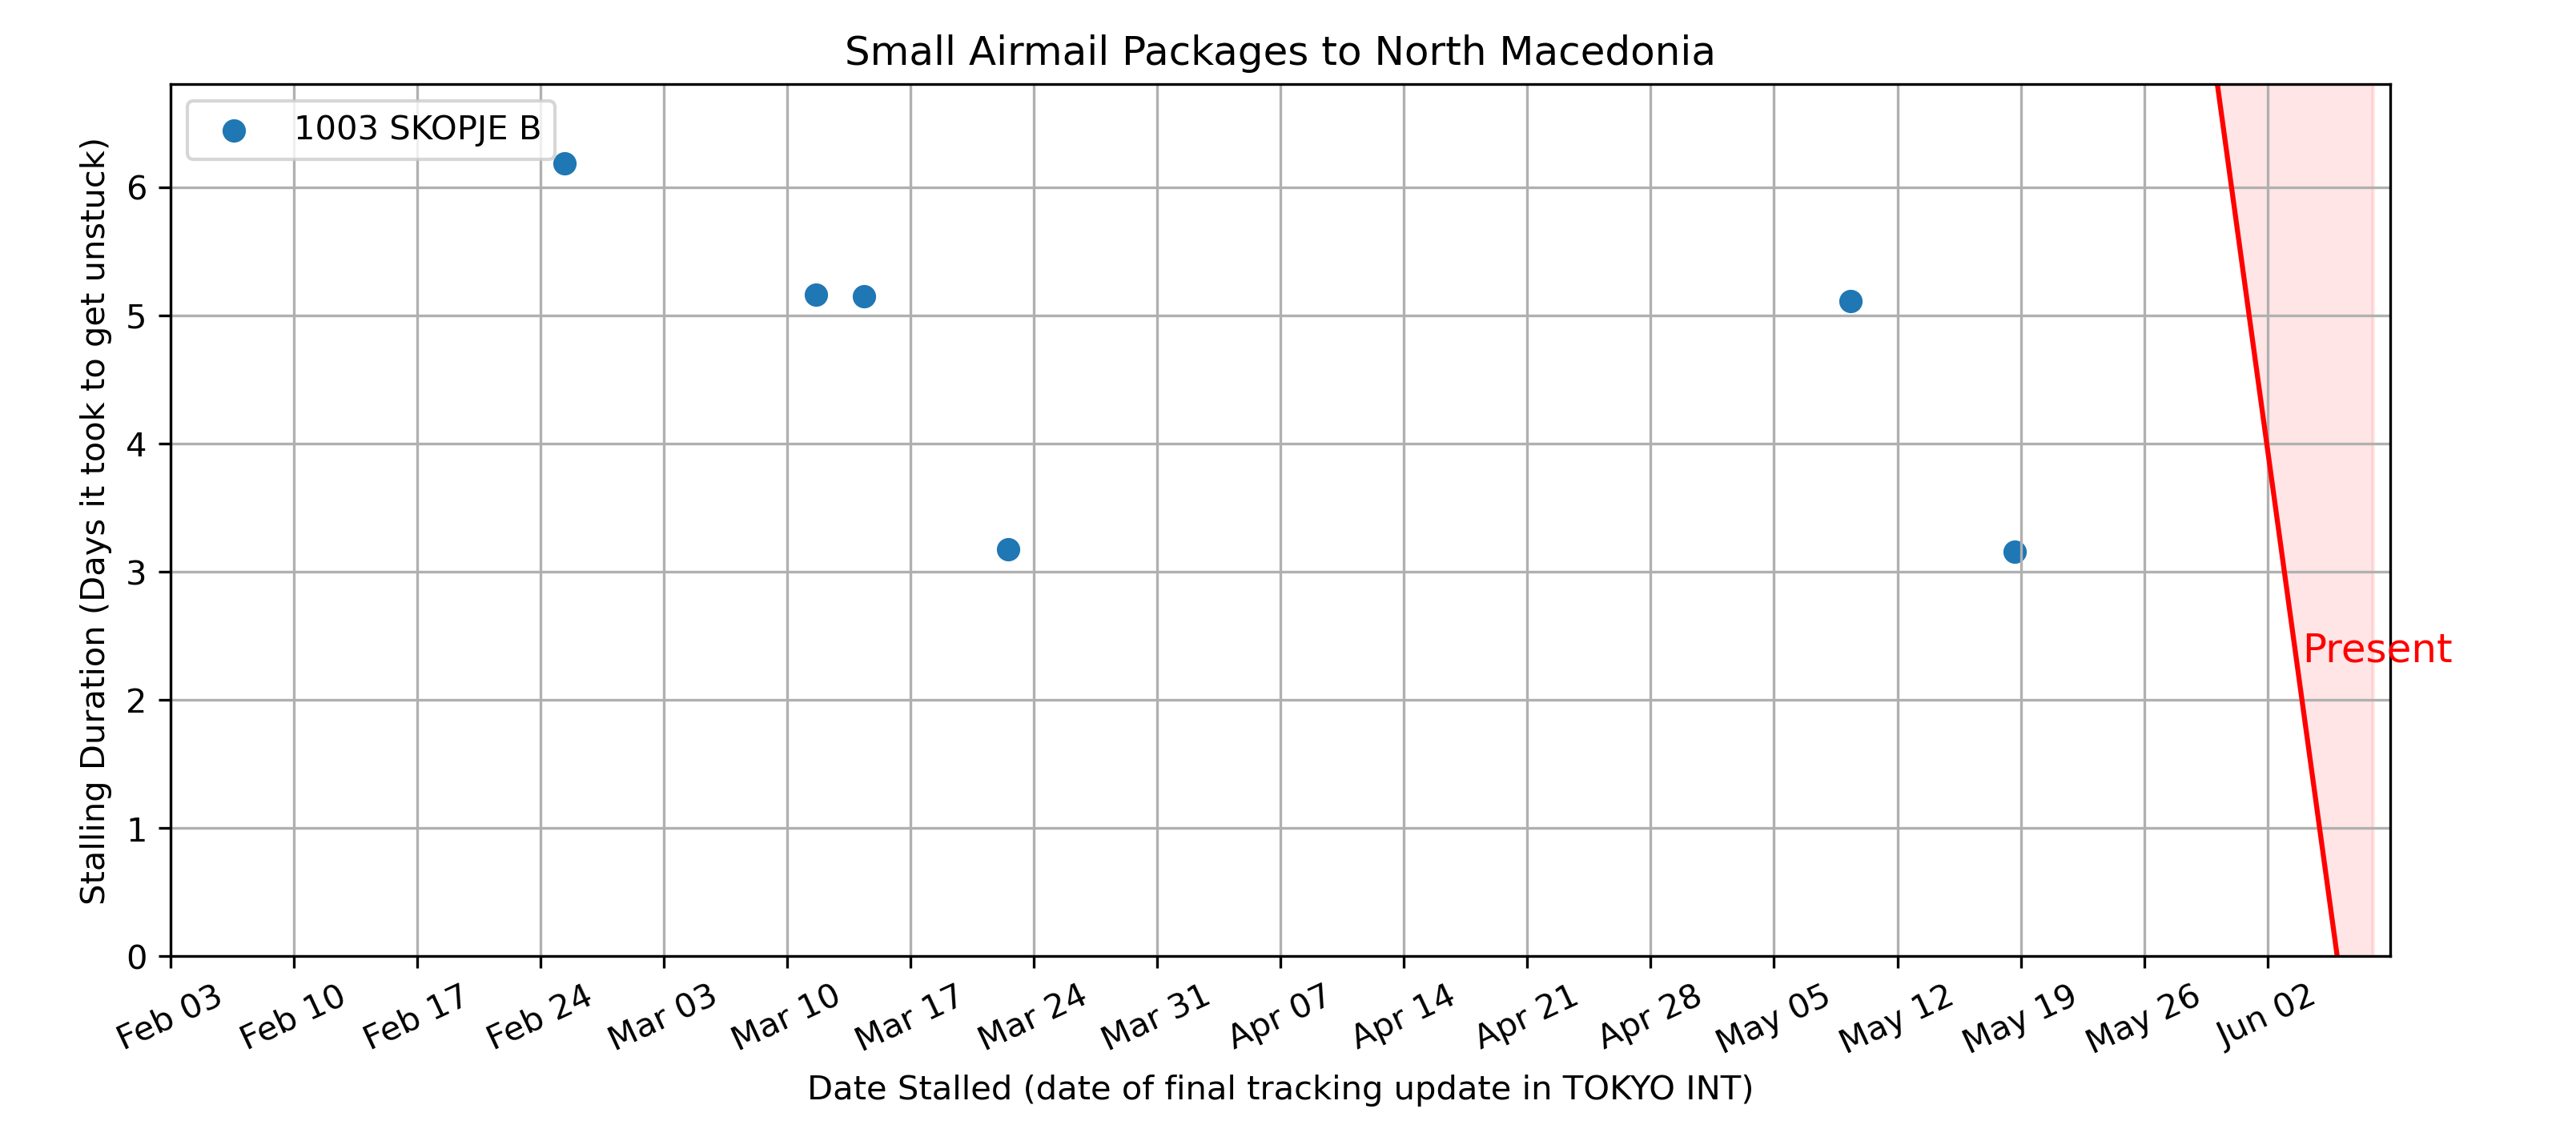 Small Airmail Packages to North Macedonia
1003 SKOPJE B
Stalling Duration (Days it took to get unstuck)
6
5
4
3
2
1
0
Present
Feb 03
Feb 10
Feb 17
Feb 24
Mar 03
Mar 10
Mar 17
Mar 24
Mar 31
Apr 07
Apr 14
Apr 21
Apr 28
May 05
May 12
May 19
May 26
Jun 02
Date Stalled (date of final tracking update in TOKYO INT)